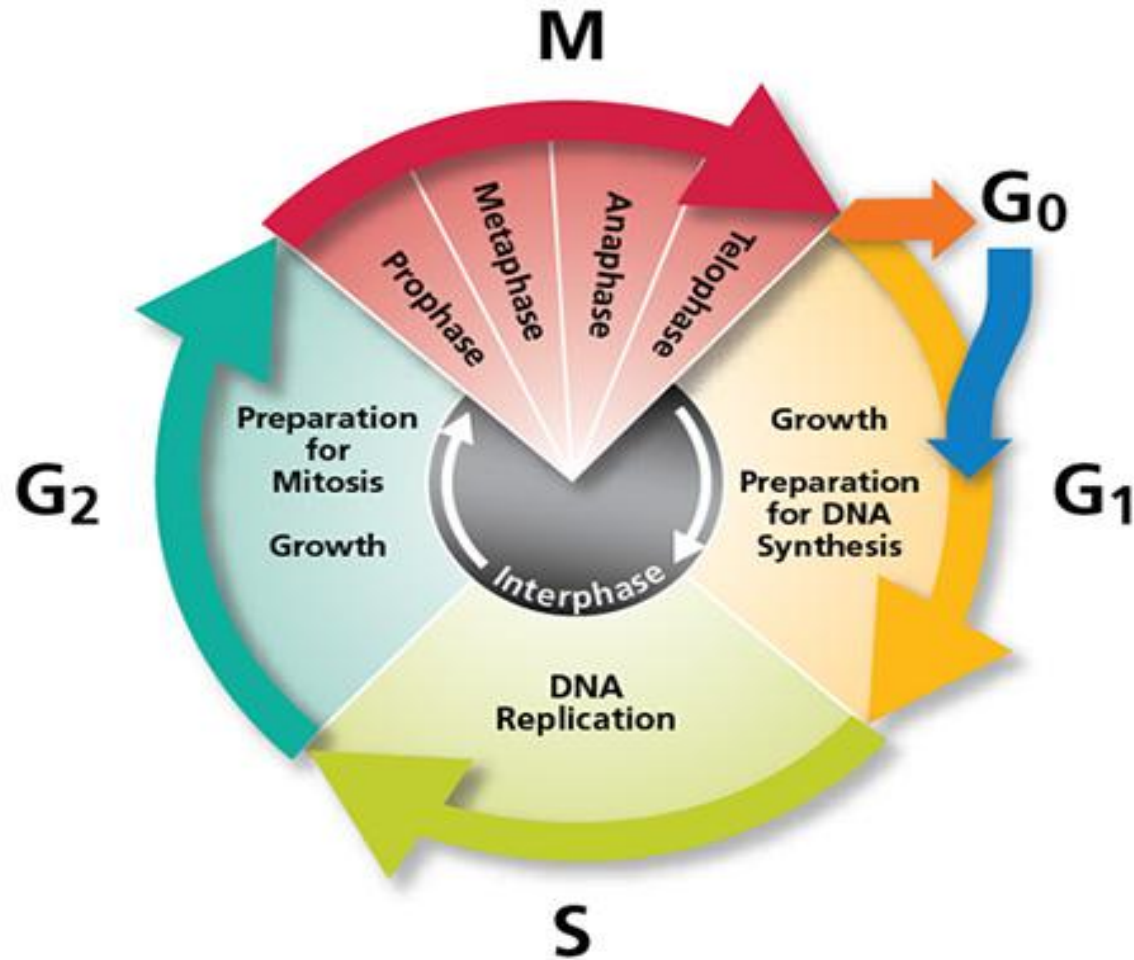 M
G₀
Prophase
Metaphase
Anaphase
Telophase
Preparation
for
Mitosis
Growth
G₂
Growth
Preparation
for DNA
Synthesis
G₁
Interphase
DNA
Replication
S